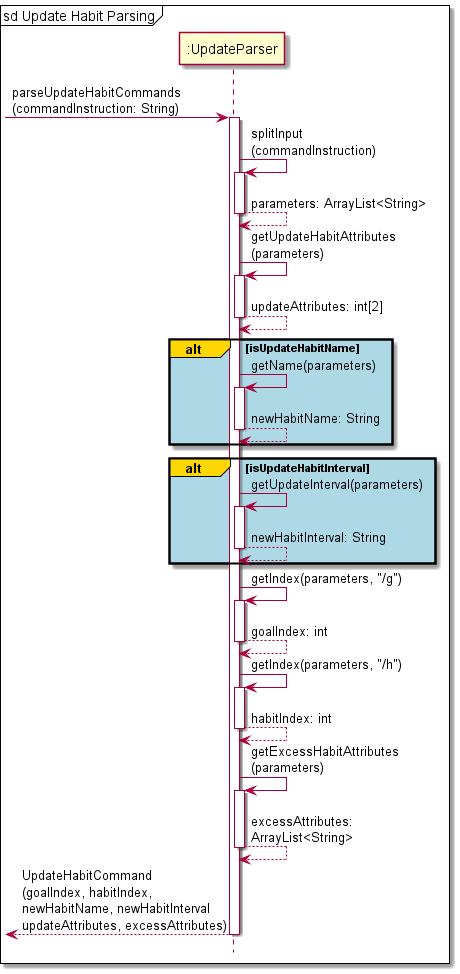 sd Update Habit Parsing
:UpdateParser
parseUpdateHabitCommands
(commandInstruction: String)
splitInput
(commandInstruction)
parameters: ArrayList<String>
getUpdateHabitAttributes
(parameters)
updateAttributes: int[2]
alt [isUpdateHabitName]
getName(parameters)
newHabitName: String
alt [isUpdateHabitInterval]
getUpdateInterval(parameters)
newHabitInterval: String
getIndex(parameters, "/g")
goalIndex: int
getIndex(parameters, "/h")
habitIndex: int
getExcessHabitAttributes
(parameters)
excessAttributes:
ArrayList<String>
UpdateHabitCommand
(goalIndex, habitIndex,
newHabitName, newHabitInterval
updateAttributes, excessAttributes)